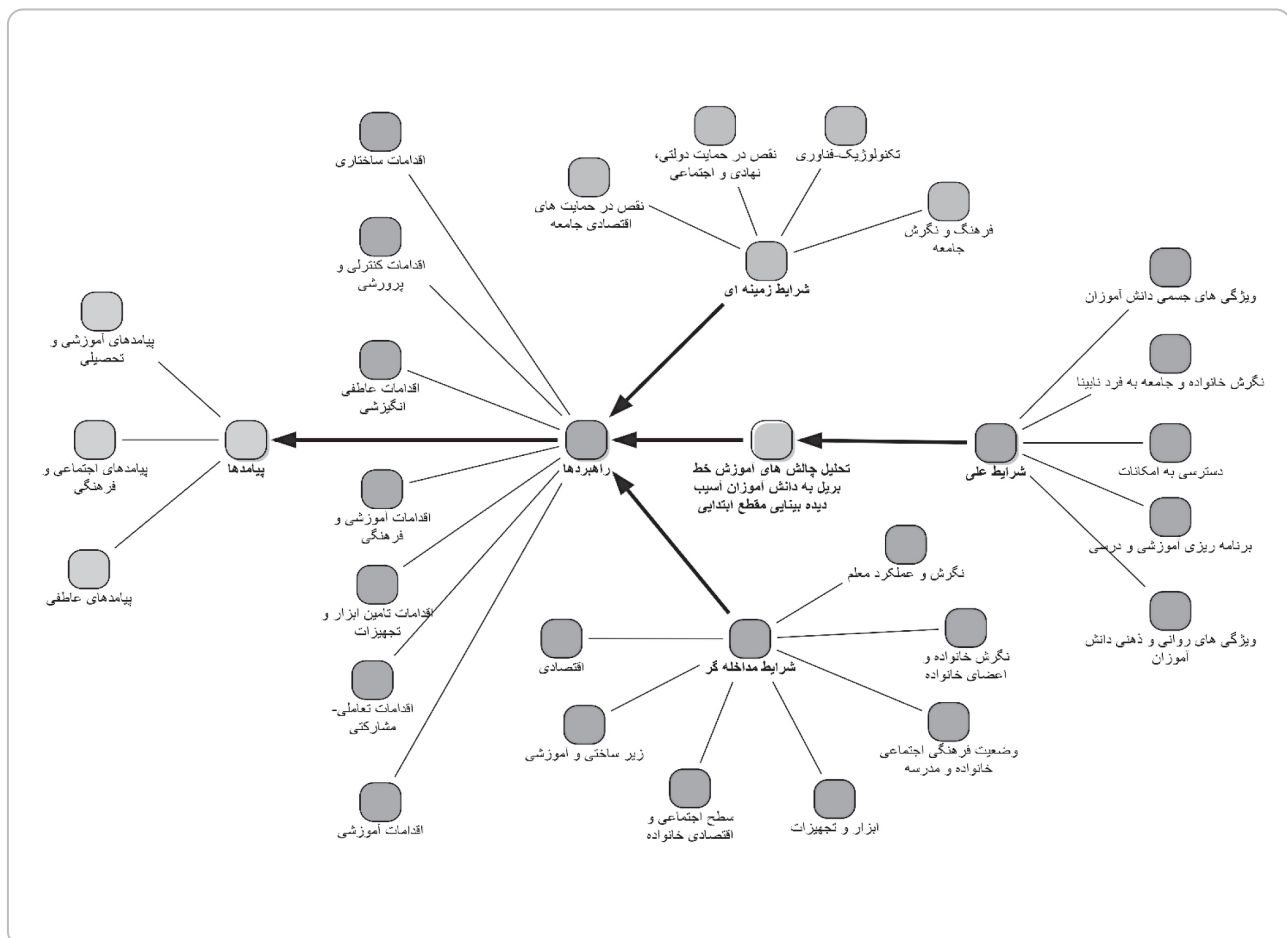 اقدامات ساختاری
اقدامات کنترلی و
پرورشی
اقدامات عاطفی
انگیزشی
راهبردها
اقدامات آموزشی و
فرهنگی
اقدامات تامین ابزار و
تجهیزات
اقدامات تعاملی-
مشارکتی
اقدامات آموزشی
تکنولوژیک-فناوری
نقص در حمایت دولتی،
نهادی و اجتماعی
نقص در حمایت های
اقتصادی جامعه
فرهنگ و نگرش
جامعه
شرایط زمینه ای
ویژگی های جسمی دانش آموزان
نگرش خانواده و جامعه به فرد نابینا
دسترسی به امکانات
شرایط علی
برنامه ریزی آموزشی و درسی
ویژگی های روانی و ذهنی دانش
آموزان
تحلیل چالش های آموزش خط
بریل به دانش آموزان آسیب
دیده بینایی مقطع ابتدایی
پیامدهای آموزشی و
تحصیلی
پیامدها
پیامدهای اجتماعی و
فرهنگی
پیامدهای عاطفی
نگرش و عملکرد معلم
نگرش خانواده و
اعضای خانواده
شرایط مداخله گر
اقتصادی
وضعیت فرهنگی اجتماعی
خانواده و مدرسه
زیر ساختی و آموزشی
ابزار و تجهیزات
سطح اجتماعی و
اقتصادی خانواده